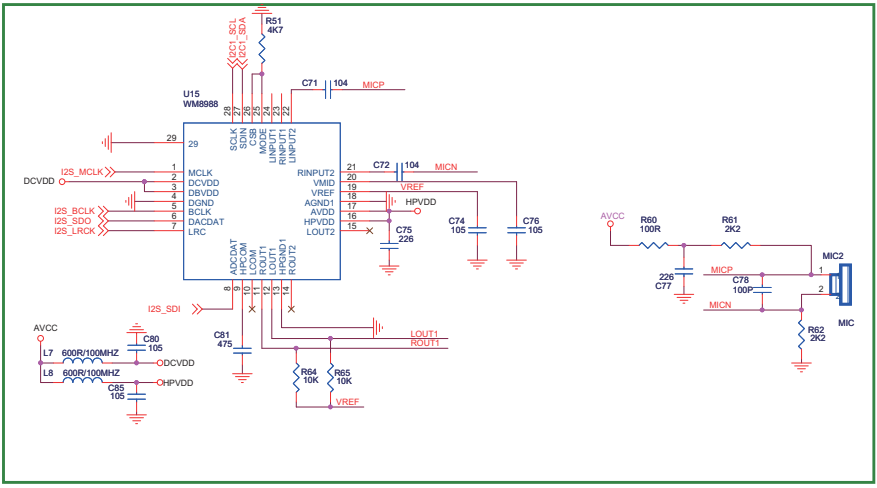 I2C1_SCL
I2C1_SDA
R51
4K7
C71
104
MICP
U15
WM8988
28
27
26
25
24
23
22
SCLK
SDIN
CSB
MODE
LINPUT1
RINPUT1
LINPUT2
29
29
I2S_MCLK
1
MCLK
DCVDD
2
DCVDD
3
DBVDD
4
DGND
I2S_BCLK
5
BCLK
I2S_SDO
6
DACDAT
I2S_LRCK
7
LRC
C72
104
MICN
RINPUT2
21
VMID
20
VREF
19
VREF
AGND1
18
HPVDD
AVDD
17
HPVDD
16
LOUT2
15
C75
226
C74
105
C76
105
ADCDAT
HPCOM
LCOM
ROUT1
LOUT1
HPGND1
ROUT2
8
9
10
11
12
13
14
I2S_SDI
C81
475
LOUT1
ROUT1
R64
10K
R65
10K
VREF
AVCC
C80
105
L7
600R/100MHZ
DCVDD
L8
600R/100MHZ
HPVDD
C85
105
AVCC
R60
100R
R61
2K2
MIC2
MICP
1
226
C77
C78
100P
2
2
MICN
MIC
R62
2K2